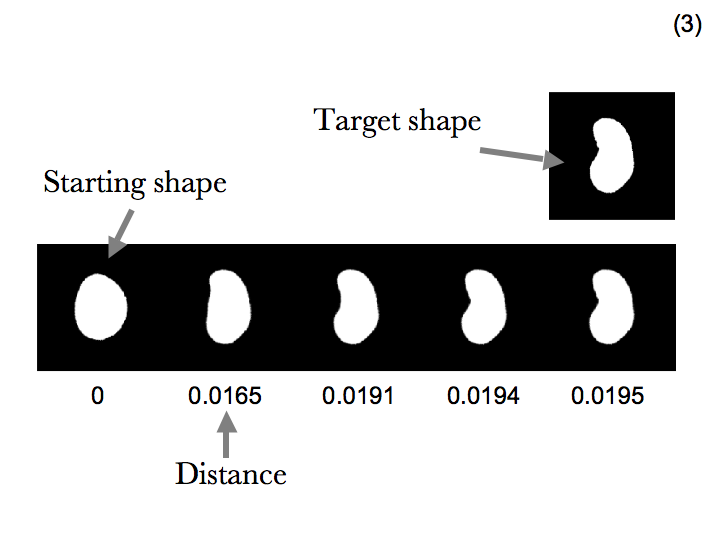 (3)
Target shape
Starting shape
0 0.0165 0.0191 0.0194 0.0195
Distance